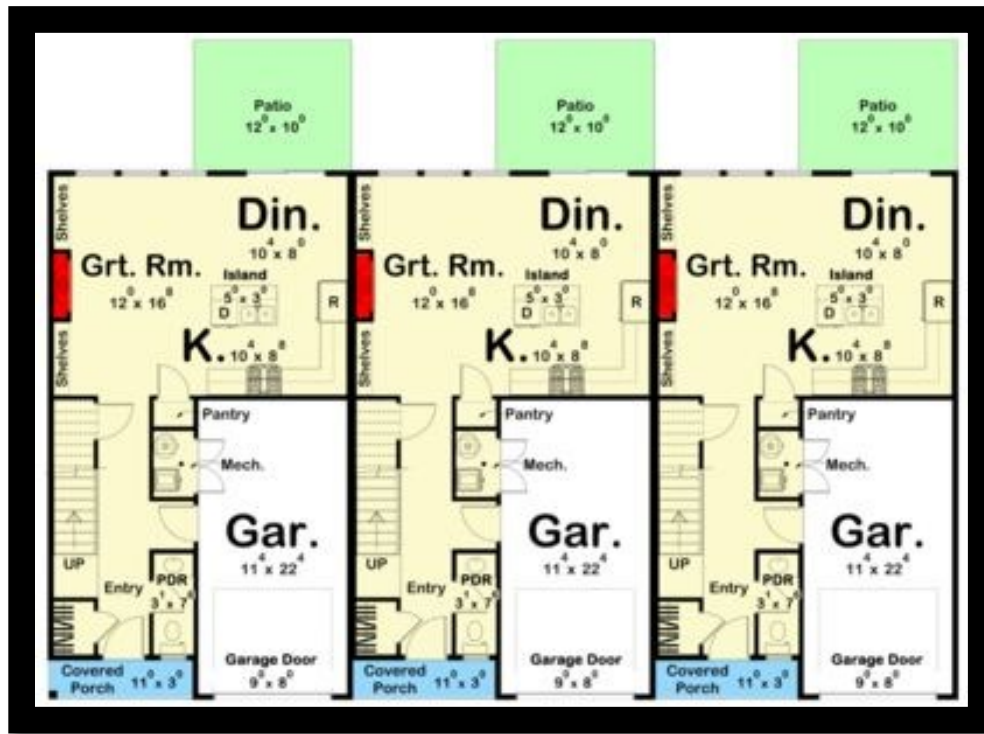 Patio
12⁰ x 10⁰
Shelves
Din.
10⁴ x 8⁰
Grt. Rm.
12⁰ x 16⁸
Island
5⁰ x 3⁰
D
R
K. 10⁴ x 8⁸
Shelves
Pantry
Mech.
Gar.
11⁴ x 22⁴
UP
Entry
PDR
3¹ x 7
Garage Door
9⁰ x 8⁰
Covered
Porch 11⁰ x 3⁰
Patio
12⁰ x 10⁰
Shelves
Din.
10⁴ x 8⁰
Grt. Rm.
12⁰ x 16⁸
Island
5⁰ x 3⁰
D
R
K. 10⁴ x 8⁸
Shelves
Pantry
Mech.
Gar.
11⁴ x 22⁴
UP
Entry
PDR
3¹ x 7
Garage Door
9⁰ x 8⁰
Covered
Porch 11⁰ x 3⁰
Patio
12⁰ x 10⁰
Shelves
Din.
10⁴ x 8⁰
Grt. Rm.
12⁰ x 16⁸
Island
5⁰ x 3⁰
D
R
K. 10⁴ x 8⁸
Shelves
Pantry
Mech.
Gar.
11⁴ x 22⁴
UP
Entry
PDR
3¹ x 7
Garage Door
9⁰ x 8⁰
Covered
Porch 11⁰ x 3⁰